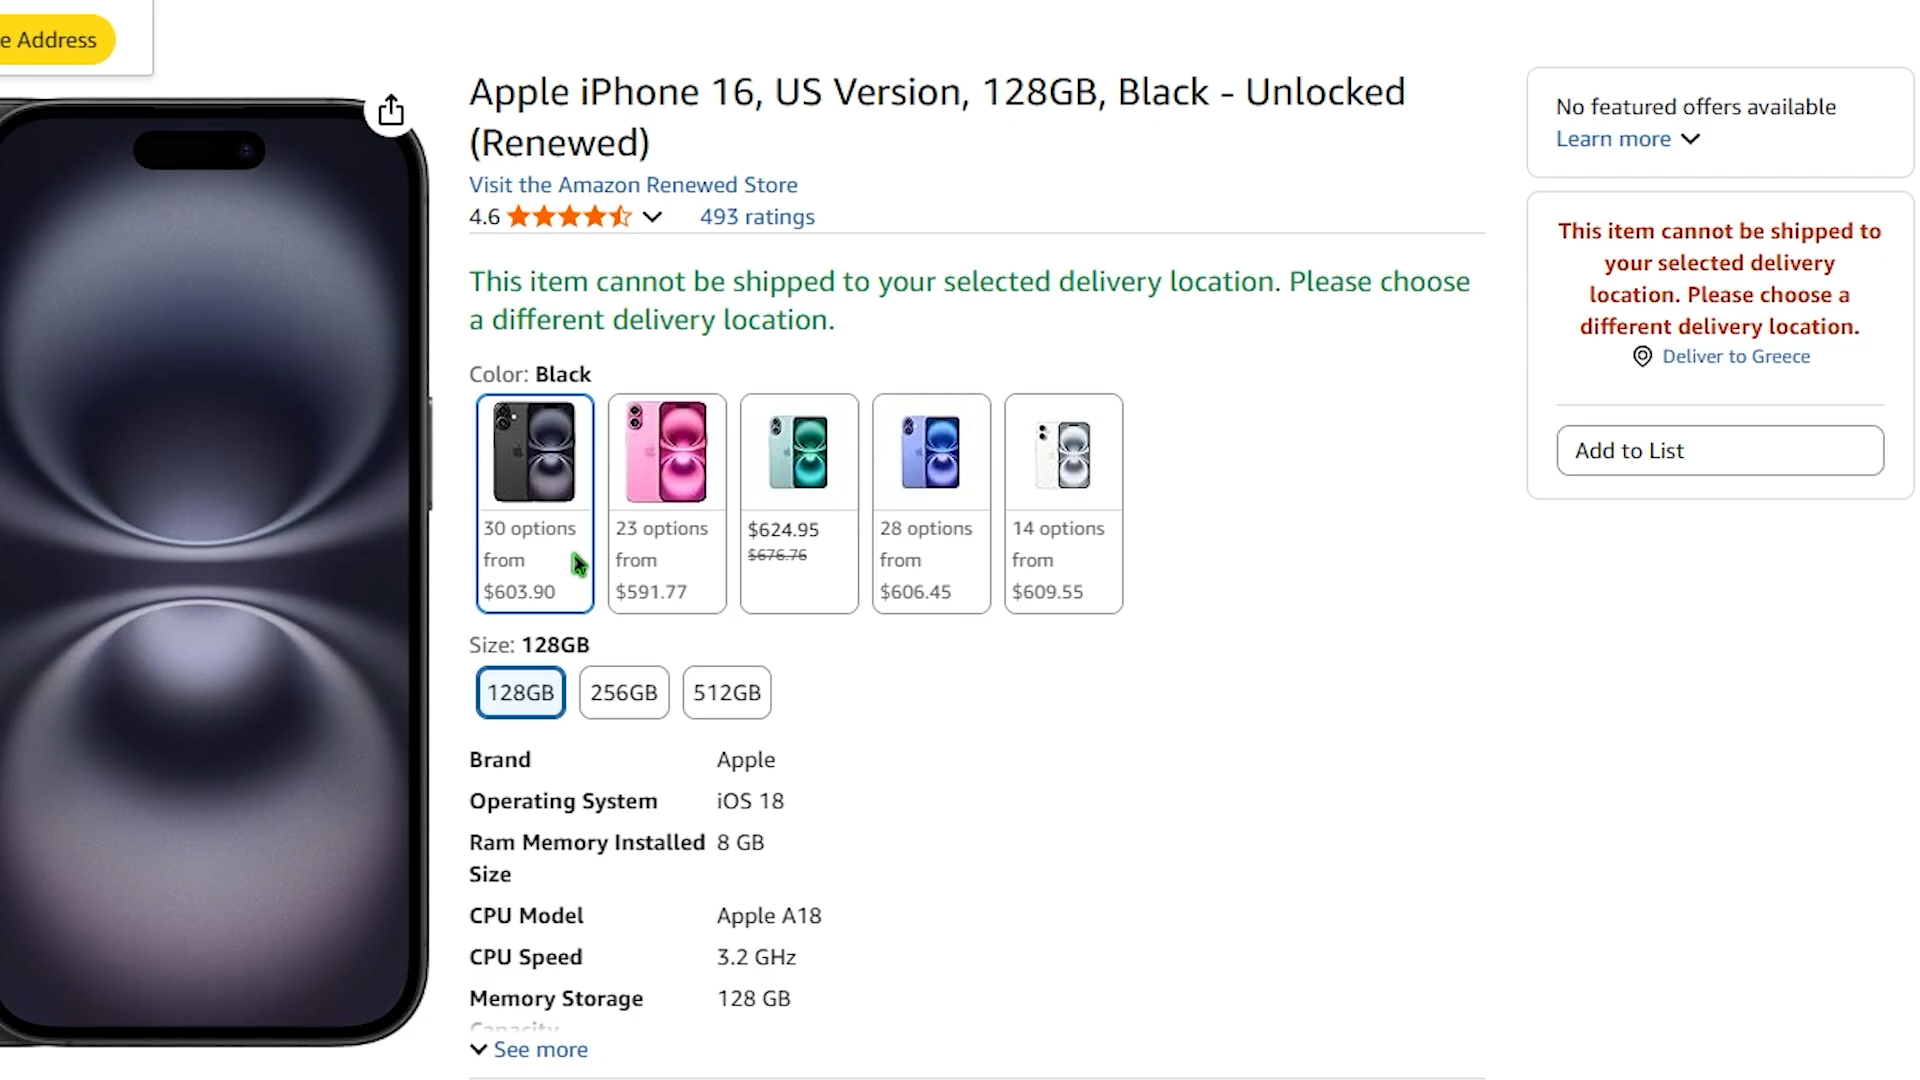 e Address
Apple iPhone 16, US Version, 128GB, Black - Unlocked
(Renewed)
Visit the Amazon Renewed Store
4.6
493 ratings
This item cannot be shipped to your selected delivery location. Please choose
a different delivery location.
Color: Black
30 options
from
$603.90
23 options
from
$591.77
$624.95
$676.76
28 options
from
$606.45
14 options
from
$609.55
Size: 128GB
128GB
256GB
512GB
Brand Apple
Operating System iOS 18
Ram Memory Installed 8 GB
Size
CPU Model Apple A18
CPU Speed 3.2 GHz
Memory Storage 128 GB
Capacity
See more
No featured offers available
Learn more
This item cannot be shipped to
your selected delivery
location. Please choose a
different delivery location.
Deliver to Greece
Add to List